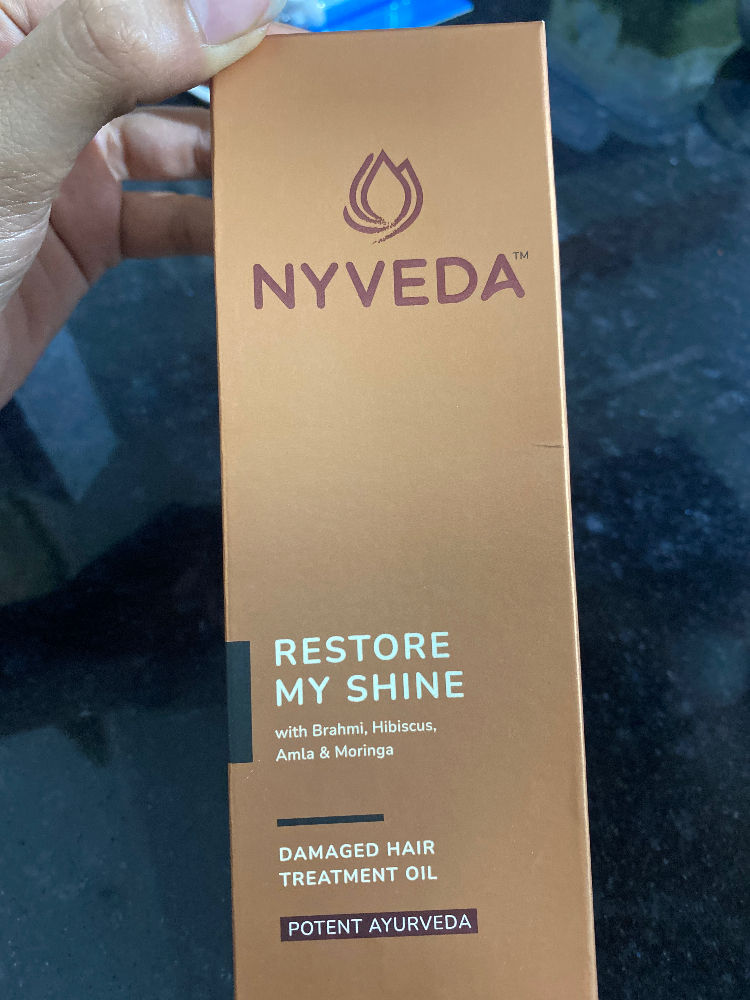 NYVEDA™
RESTORE
MY SHINE
with Brahmi, Hibiscus,
Amla & Moringa
DAMAGED HAIR
TREATMENT OIL
POTENT AYURVEDA